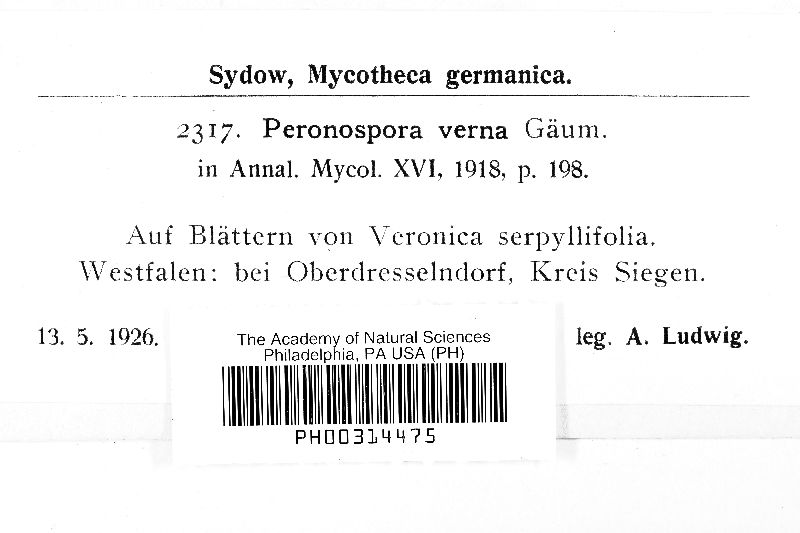 Sydow, Mycotheca germanica.
2317. Peronospora verna Gäum.
in Annal. Mycol. XVI, 1918, p. 198.
Auf Blättern von Veronica serpyllifolia.
Westfalen: bei Oberdresselndorf, Kreis Siegen.
13. 5. 1926. leg. A. Ludwig.
The Academy of Natural Sciences
Philadelphia, PA USA (PH)
PH00314475